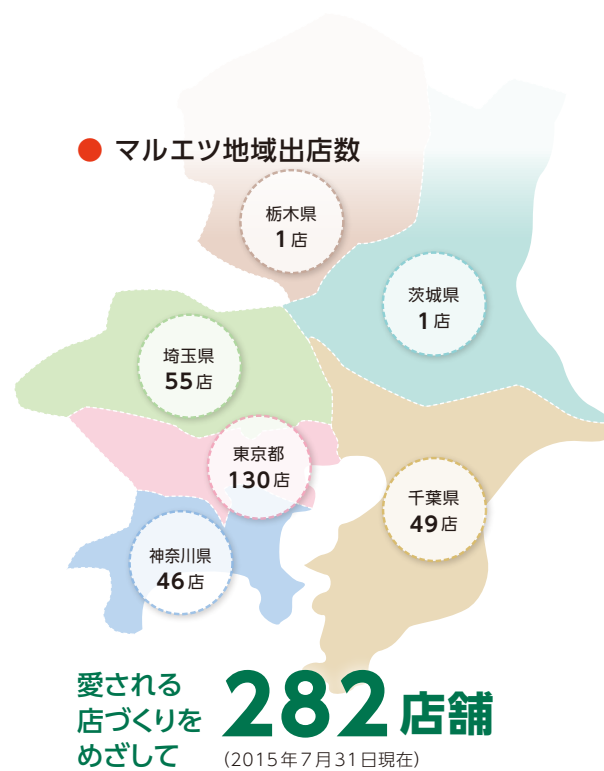 ● マルエツ地域出店数
栃木県
1店
茨城県
1店
埼玉県
55店
東京都
130店
千葉県
49店
神奈川県
46店
愛される
店づくりを
めざして
282店舗
(2015年7月31日現在)